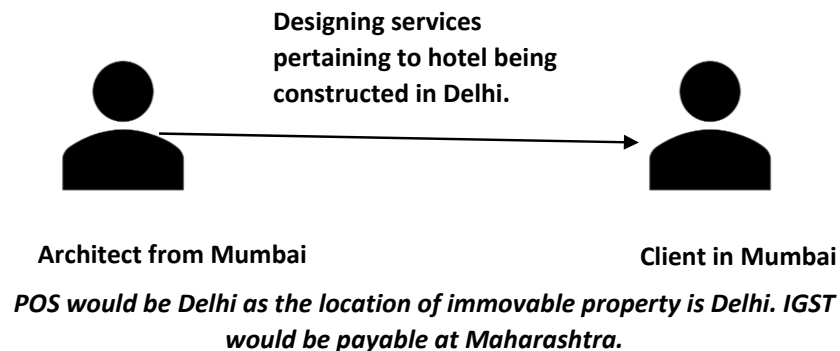 Designing services
pertaining to hotel being
constructed in Delhi.
Architect from Mumbai
Client in Mumbai
POS would be Delhi as the location of immovable property is Delhi. IGST
would be payable at Maharashtra.